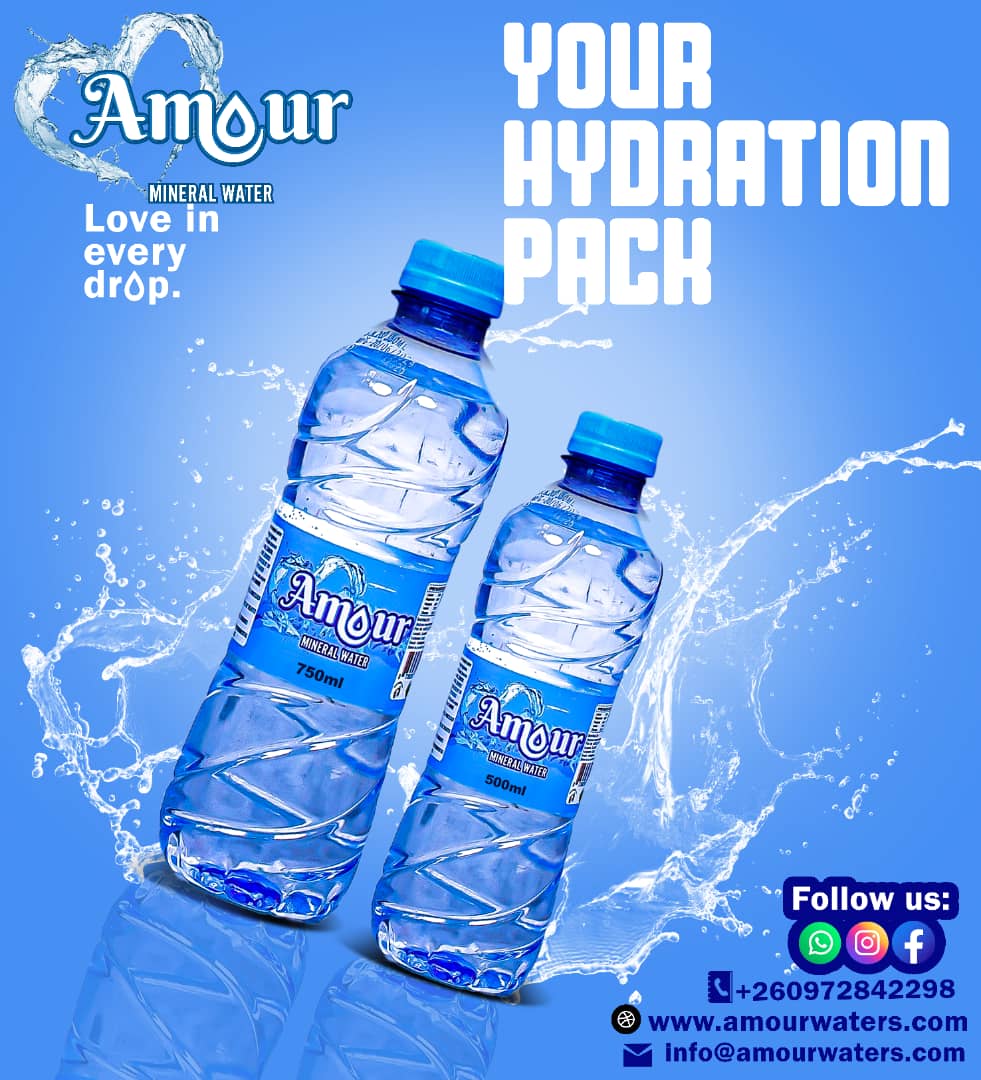 Amour
MINERAL WATER
Love in
every
drop.
YOUR
HYDRATION
PACK
Amour
MINERAL WATER
750ml
Amour
MINERAL WATER
500ml
Follow us:
+260972842298
www.amourwaters.com
info@amourwaters.com